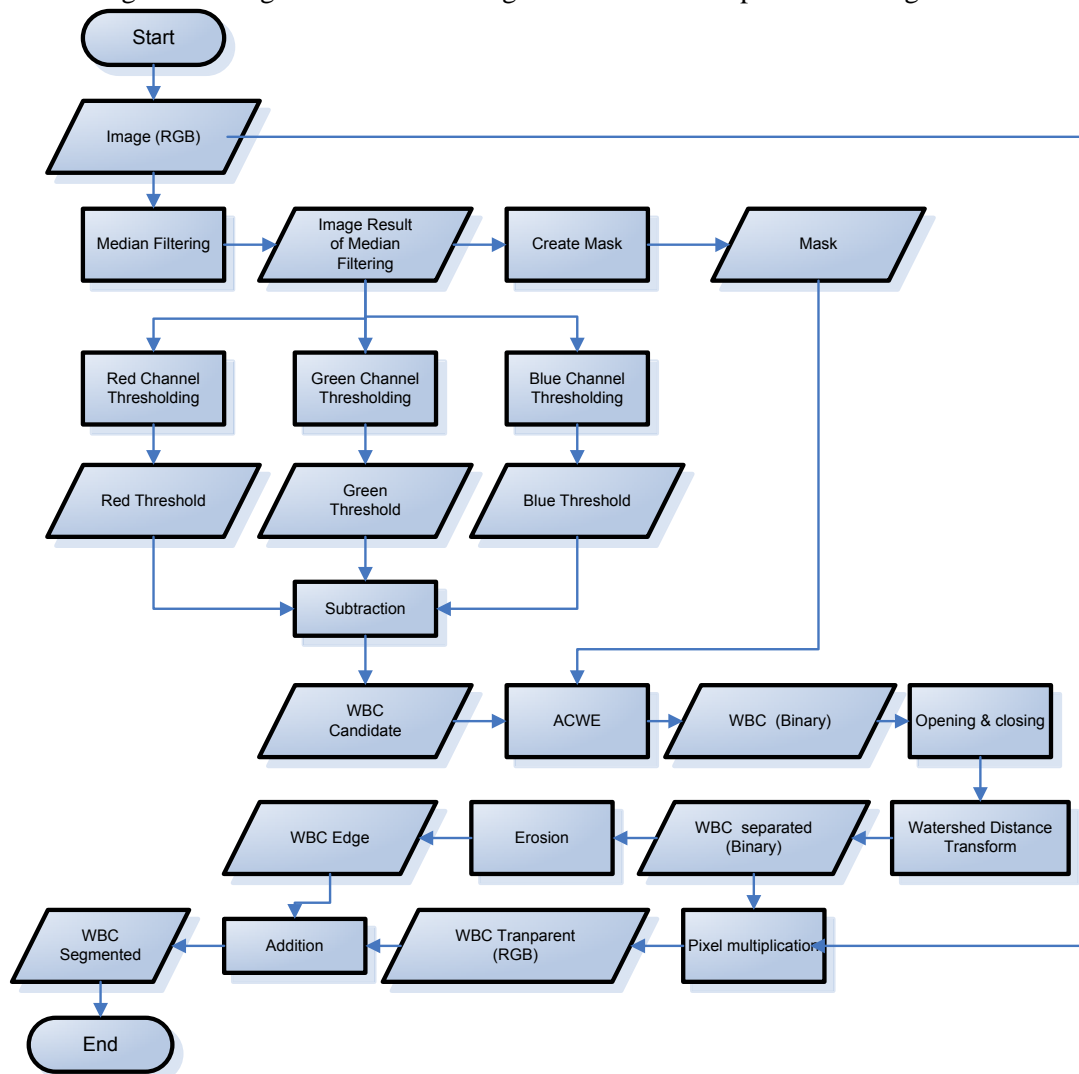 Start
Image (RGB)
Median Filtering
Image Result
of Median
Filtering
Create Mask
Mask
Red Channel
Thresholding
Green Channel
Thresholding
Blue Channel
Thresholding
Red Threshold
Green
Threshold
Blue Threshold
Subtraction
WBC
Candidate
ACWE
WBC (Binary)
Opening & closing
WBC Edge
Erosion
WBC separated
(Binary)
Watershed Distance
Transform
WBC
Segmented
Addition
WBC Tranparent
(RGB)
Pixel multiplication
End